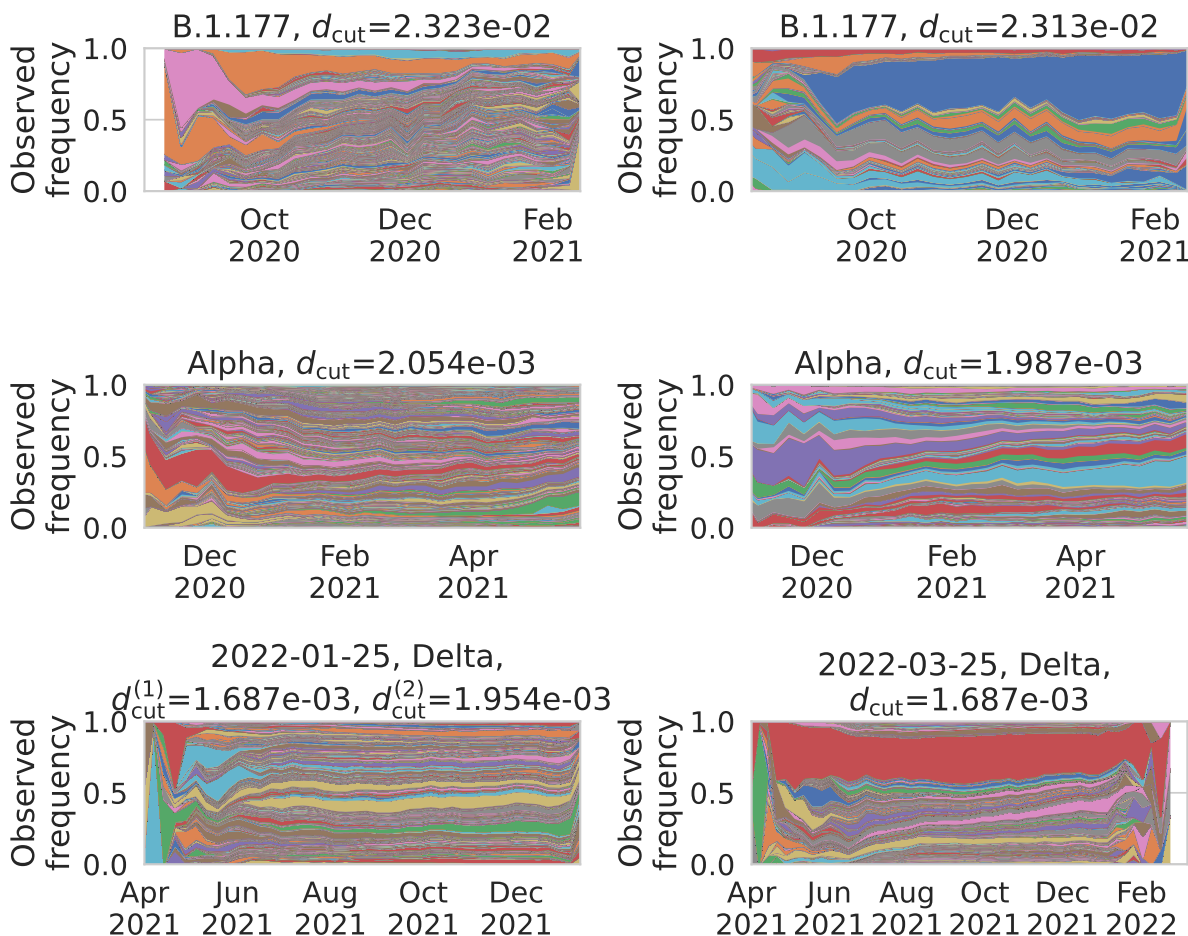 B.1.177, d_cut=2.323e-02
Observed frequency
1.0
0.5
0.0
Oct 2020
Dec 2020
Feb 2021
B.1.177, d_cut=2.313e-02
Observed frequency
1.0
0.5
0.0
Oct 2020
Dec 2020
Feb 2021
Alpha, d_cut=2.054e-03
Observed frequency
1.0
0.5
0.0
Dec 2020
Feb 2021
Apr 2021
Alpha, d_cut=1.987e-03
Observed frequency
1.0
0.5
0.0
Dec 2020
Feb 2021
Apr 2021
2022-01-25, Delta,
d_cut^(1)=1.687e-03, d_cut^(2)=1.954e-03
Observed frequency
1.0
0.5
0.0
Apr 2021
Jun 2021
Aug 2021
Oct 2021
Dec 2021
2022-03-25, Delta,
d_cut=1.687e-03
Observed frequency
1.0
0.5
0.0
Apr 2021
Jun 2021
Aug 2021
Oct 2021
Dec 2021
Feb 2022